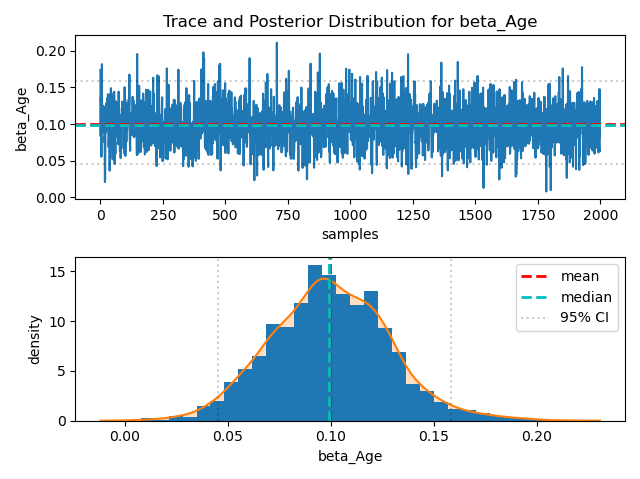 Trace and Posterior Distribution for beta_Age
beta_Age
0.20
0.15
0.10
0.05
0.00
0 250 500 750 1000 1250 1500 1750 2000
samples
density
15
10
5
0
mean
median
95% CI
0.00 0.05 0.10 0.15 0.20
beta_Age